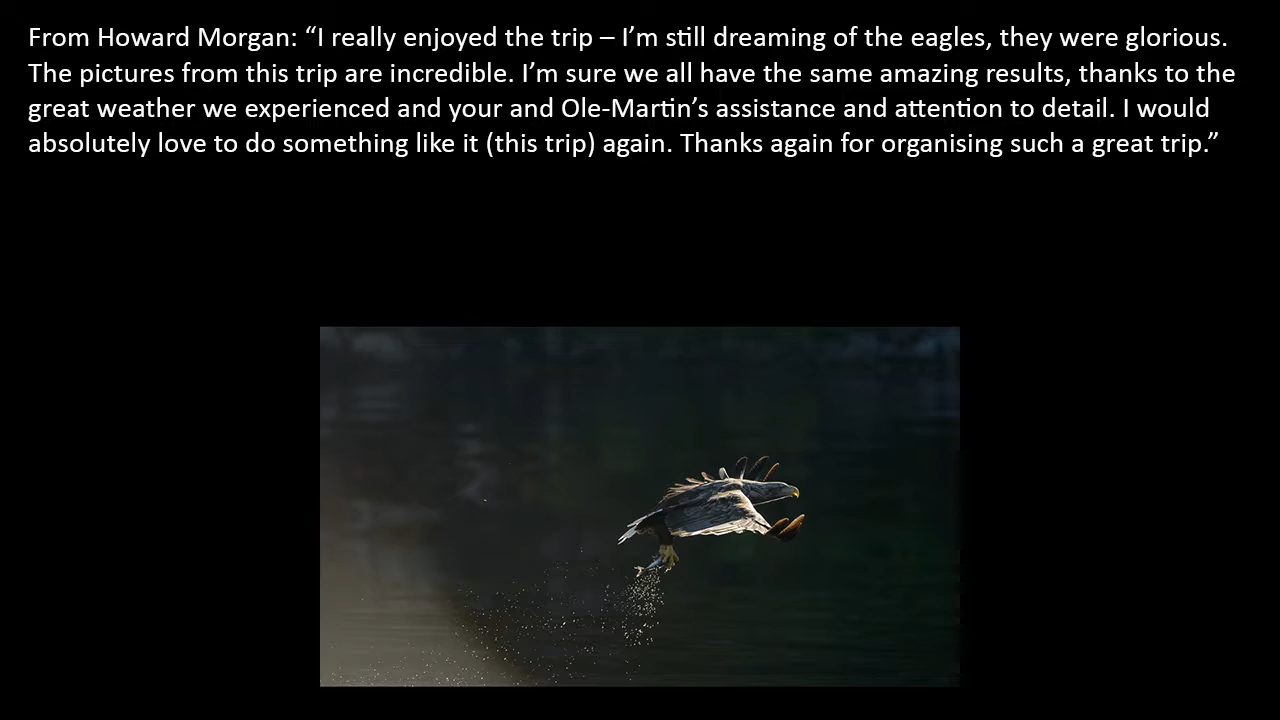 From Howard Morgan: “I really enjoyed the trip – I’m still dreaming of the eagles, they were glorious.
The pictures from this trip are incredible. I’m sure we all have the same amazing results, thanks to the
great weather we experienced and your and Ole-Martin’s assistance and attention to detail. I would
absolutely love to do something like it (this trip) again. Thanks again for organising such a great trip.”